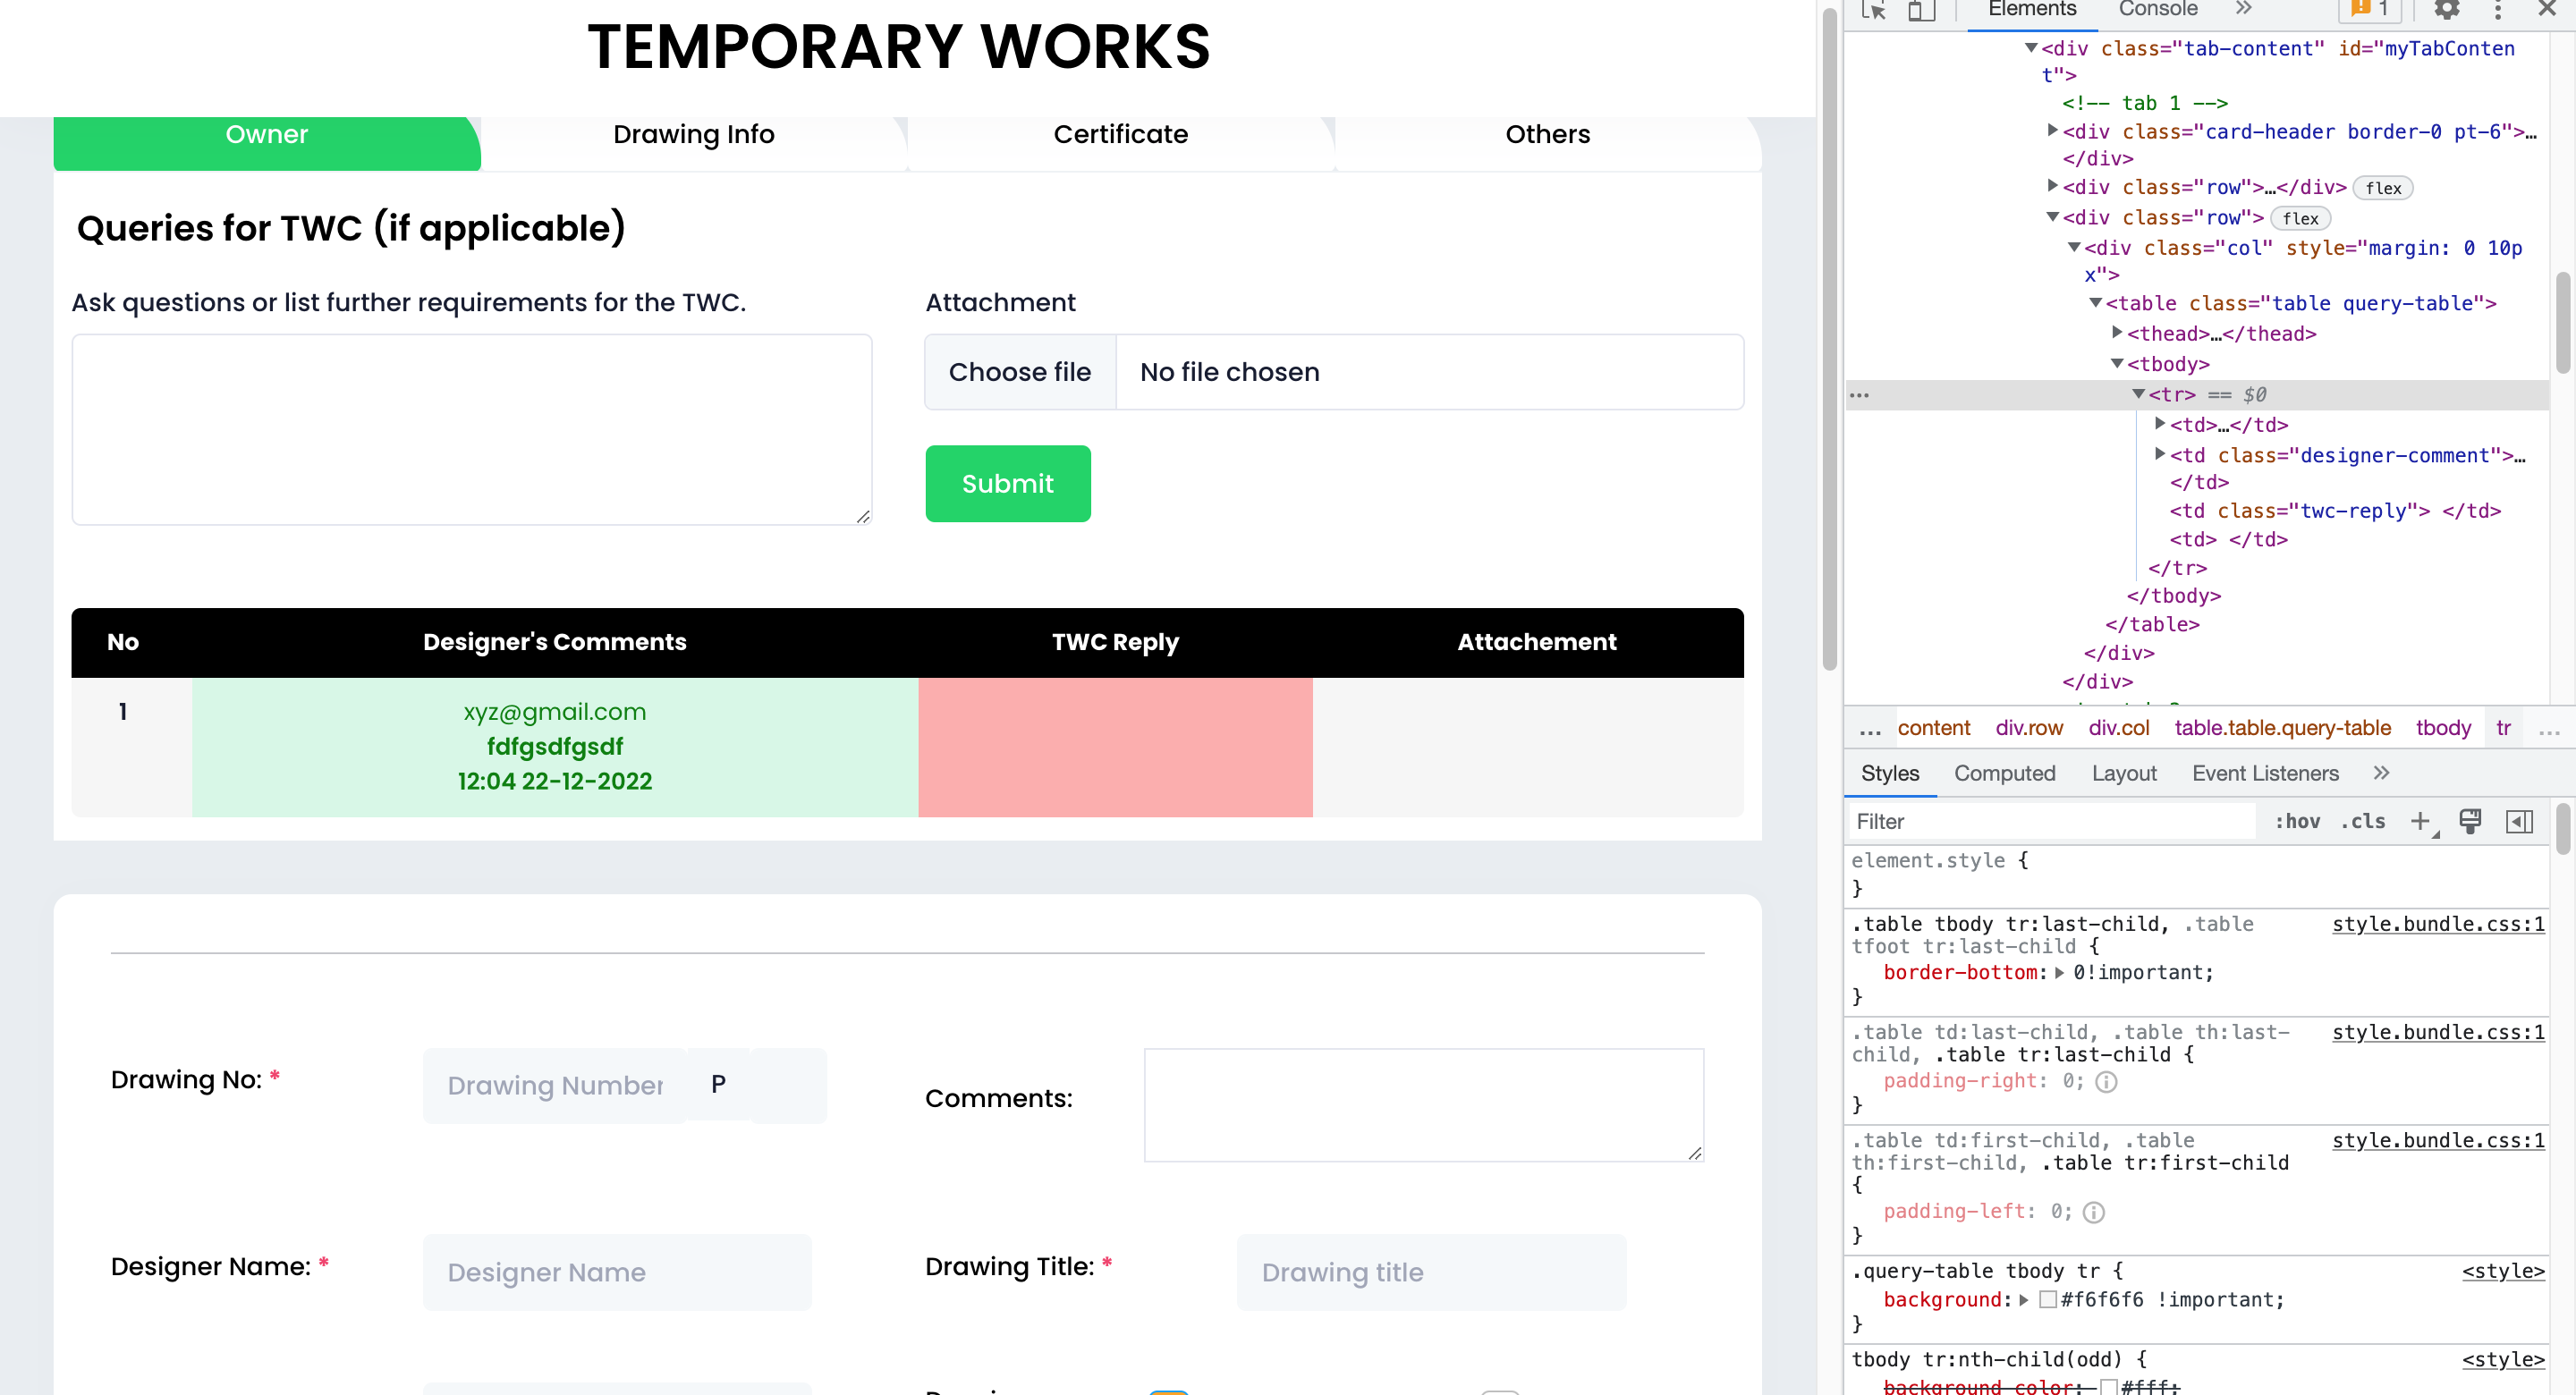 TEMPORARY WORKS
Owner
Drawing Info
Certificate
Others
Queries for TWC (if applicable)
Ask questions or list further requirements for the TWC.
Attachment
Choose file
No file chosen
Submit
No
Designer's Comments
TWC Reply
Attachement
1
xyz@gmail.com
fdfgsdfgsdf
12:04 22-12-2022
Drawing No: *
Drawing Number
P
Comments:
Designer Name: *
Designer Name
Drawing Title: *
Drawing title
Elements
Console
1
<div class="tab-content" id="myTabConten
t">
<!-- tab 1 -->
<div class="card-header border-0 pt-6">…
</div>
<div class="row">…</div> flex
<div class="row"> flex
<div class="col" style="margin: 0 10p
x">
<table class="table query-table">
<thead>…</thead>
<tbody>
<tr> == $0
<td>…</td>
<td class="designer-comment">…
</td>
<td class="twc-reply"> </td>
<td> </td>
</tr>
</tbody>
</table>
</div>
</div>
… content div.row div.col table.table.query-table tbody tr …
Styles Computed Layout Event Listeners
Filter :hov .cls
element.style {
}
.table tbody tr:last-child, .table style.bundle.css:1
tfoot tr:last-child {
border-bottom: 0!important;
}
.table td:last-child, .table th:last- style.bundle.css:1
child, .table tr:last-child {
padding-right: 0;
}
.table td:first-child, .table style.bundle.css:1
th:first-child, .table tr:first-child
{
padding-left: 0;
}
.query-table tbody tr { <style>
background: #f6f6f6 !important;
}
tbody tr:nth-child(odd) { <style>
background-color: #fff;